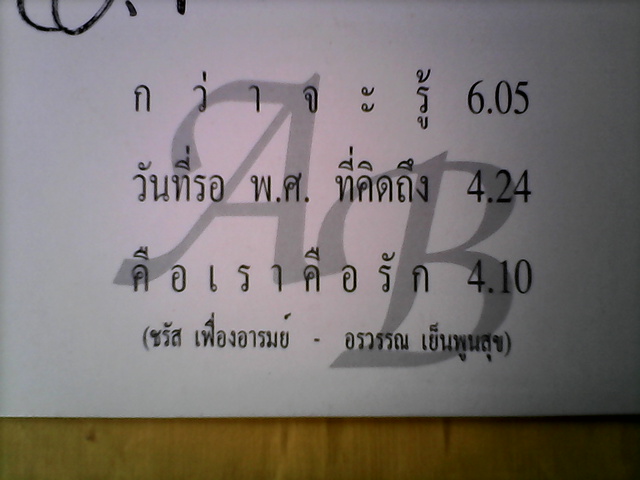 กว่าจะรู้ 6.05
วันที่รอ พ.ศ. ที่คิดถึง 4.24
คือเราคือรัก 4.10
(ชรัส เฟื่องอารมย์ - อรวรรณ เย็นพูนสุข)
AB